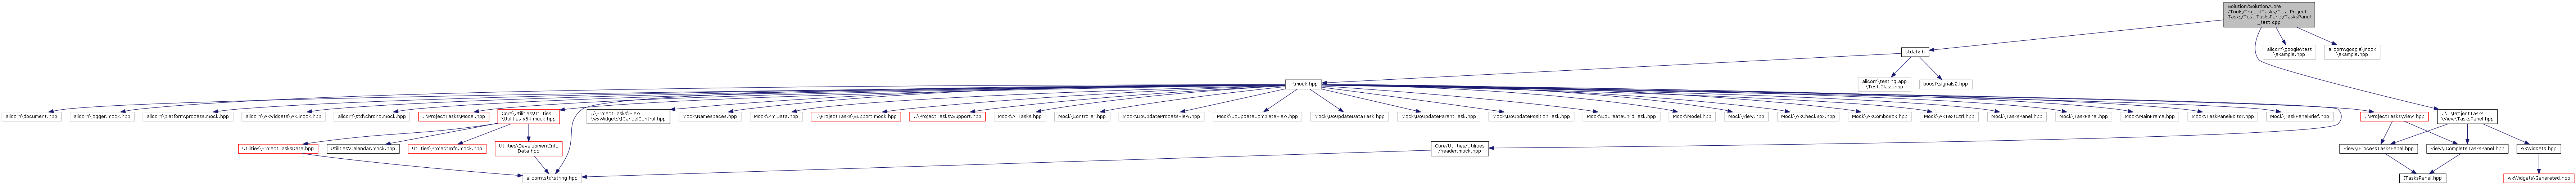 Solution/Solution/Core
/Tools/ProjectTasks/Test.Project
Tasks/Test.TasksPanel/TasksPanel
_test.cpp
stdafx.h
alicorn\google\test
\example.hpp
alicorn\google\mock
\example.hpp
..\mock.hpp
alicorn\testing.app
\Test.Class.hpp
boost\signals2.hpp
alicorn\document.hpp
alicorn\logger.mock.hpp
alicorn\platform\process.mock.hpp
alicorn\wxwidgets\wx.mock.hpp
alicorn\std\chrono.mock.hpp
..\ProjectTasks\Model.hpp
Core\Utilities\Utilities
\Utilities.x64.mock.hpp
..\ProjectTasks\View
\wxWidgets\ICancelControl.hpp
Mock\Namespaces.hpp
Mock\XmlData.hpp
..\ProjectTasks\Support.mock.hpp
..\ProjectTasks\Support.hpp
Mock\AllTasks.hpp
Mock\Controller.hpp
Mock\DoUpdateProcessView.hpp
Mock\DoUpdateCompleteView.hpp
Mock\DoUpdateDataTask.hpp
Mock\DoUpdateParentTask.hpp
Mock\DoUpdatePositionTask.hpp
Mock\DoCreateChildTask.hpp
Mock\Model.hpp
Mock\View.hpp
Mock\wxCheckBox.hpp
Mock\wxComboBox.hpp
Mock\wxTextCtrl.hpp
Mock\TasksPanel.hpp
Mock\TaskPanel.hpp
Mock\MainFrame.hpp
Mock\TaskPanelEditor.hpp
Mock\TaskPanelBrief.hpp
..\ProjectTasks\View.hpp
..\..\ProjectTasks
\View\TasksPanel.hpp
Utilities\ProjectTasksData.hpp
Utilities\Calendar.mock.hpp
Utilities\ProjectInfo.mock.hpp
Utilities\DevelopmentInfo
Data.hpp
Core/Utilities/Utilities
/header.mock.hpp
View\IProcessTasksPanel.hpp
View\ICompleteTasksPanel.hpp
wxWidgets.hpp
alicorn\std\string.hpp
ITasksPanel.hpp
wxWidgets\Generated.hpp